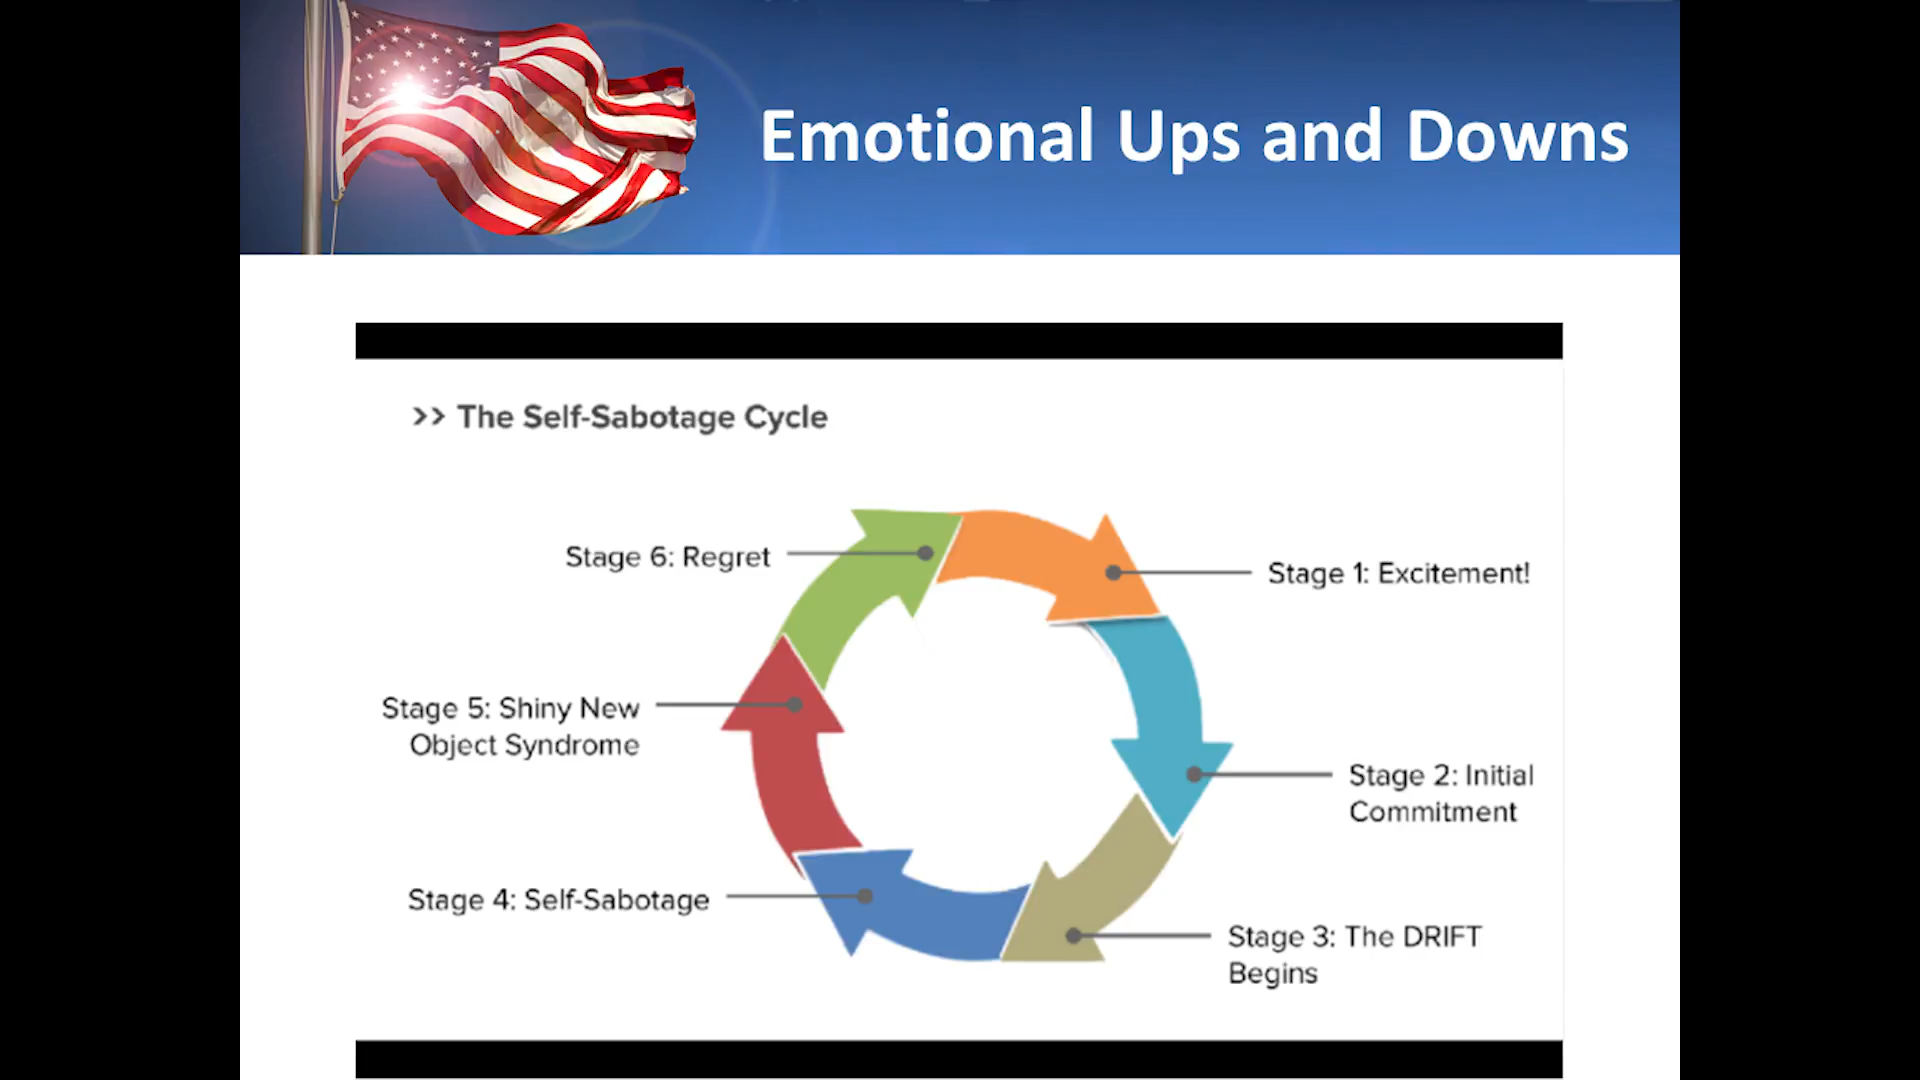 Emotional Ups and Downs
>> The Self-Sabotage Cycle
Stage 6: Regret
Stage 1: Excitement!
Stage 5: Shiny New
Object Syndrome
Stage 2: Initial
Commitment
Stage 4: Self-Sabotage
Stage 3: The DRIFT
Begins